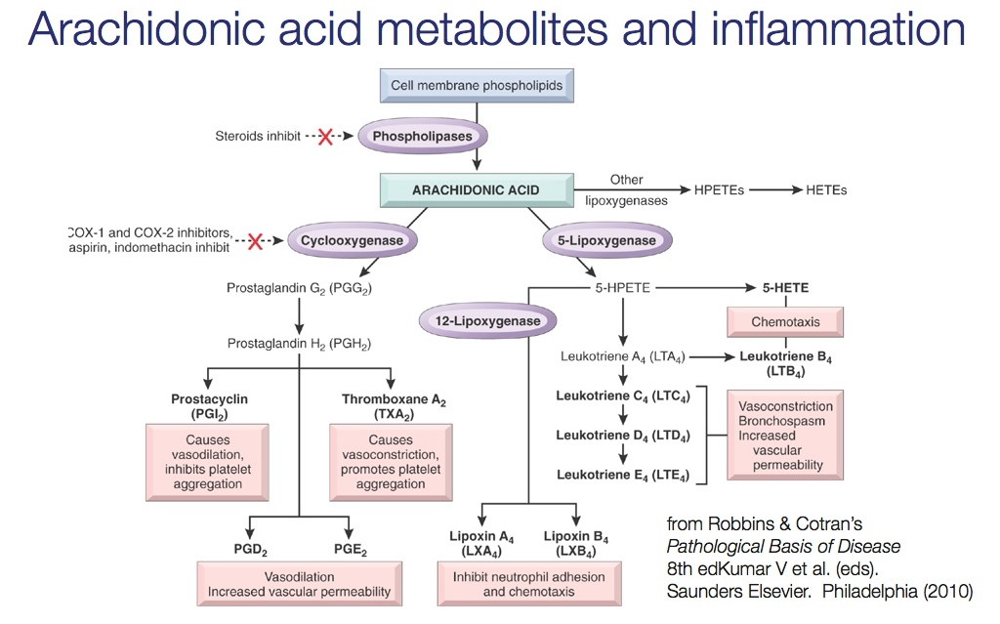 Arachidonic acid metabolites and inflammation
Cell membrane phospholipids
Steroids inhibit
Phospholipases
ARACHIDONIC ACID
Other
lipoxygenases
HPETEs
HETEs
COX-1 and COX-2 inhibitors,
aspirin, indomethacin inhibit
Cyclooxygenase
5-Lipoxygenase
Prostaglandin G₂ (PGG₂)
5-HPETE
5-HETE
12-Lipoxygenase
Chemotaxis
Prostaglandin H₂ (PGH₂)
Leukotriene A₄ (LTA₄)
Leukotriene B₄
(LTB₄)
Prostacyclin
(PGI₂)
Thromboxane A₂
(TXA₂)
Leukotriene C₄ (LTC₄)
Leukotriene D₄ (LTD₄)
Leukotriene E₄ (LTE₄)
Vasoconstriction
Bronchospasm
Increased
vascular
permeability
Causes
vasodilation,
inhibits platelet
aggregation
Causes
vasoconstriction,
promotes platelet
aggregation
PGD₂
PGE₂
Vasodilation
Increased vascular permeability
Lipoxin A₄
(LXA₄)
Lipoxin B₄
(LXB₄)
Inhibit neutrophil adhesion
and chemotaxis
from Robbins & Cotran’s
Pathological Basis of Disease
8th edKumar V et al. (eds).
Saunders Elsevier. Philadelphia (2010)